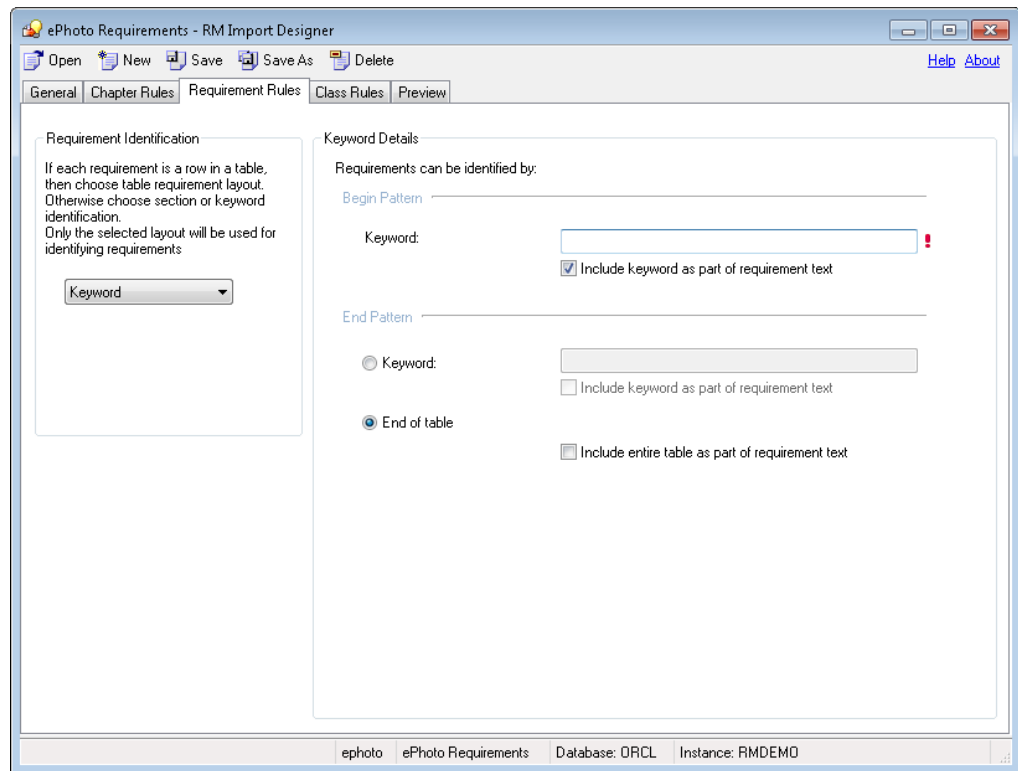 ePhoto Requirements - RM Import Designer
Open New Save Save As Delete Help About
General Chapter Rules Requirement Rules Class Rules Preview
Requirement Identification
If each requirement is a row in a table,
then choose table requirement layout.
Otherwise choose section or keyword
identification.
Only the selected layout will be used for
identifying requirements
Keyword
Keyword Details
Requirements can be identified by:
Begin Pattern
Keyword:
!
Include keyword as part of requirement text
End Pattern
Keyword:
Include keyword as part of requirement text
End of table
Include entire table as part of requirement text
ephoto ePhoto Requirements Database: ORCL Instance: RMDEMO